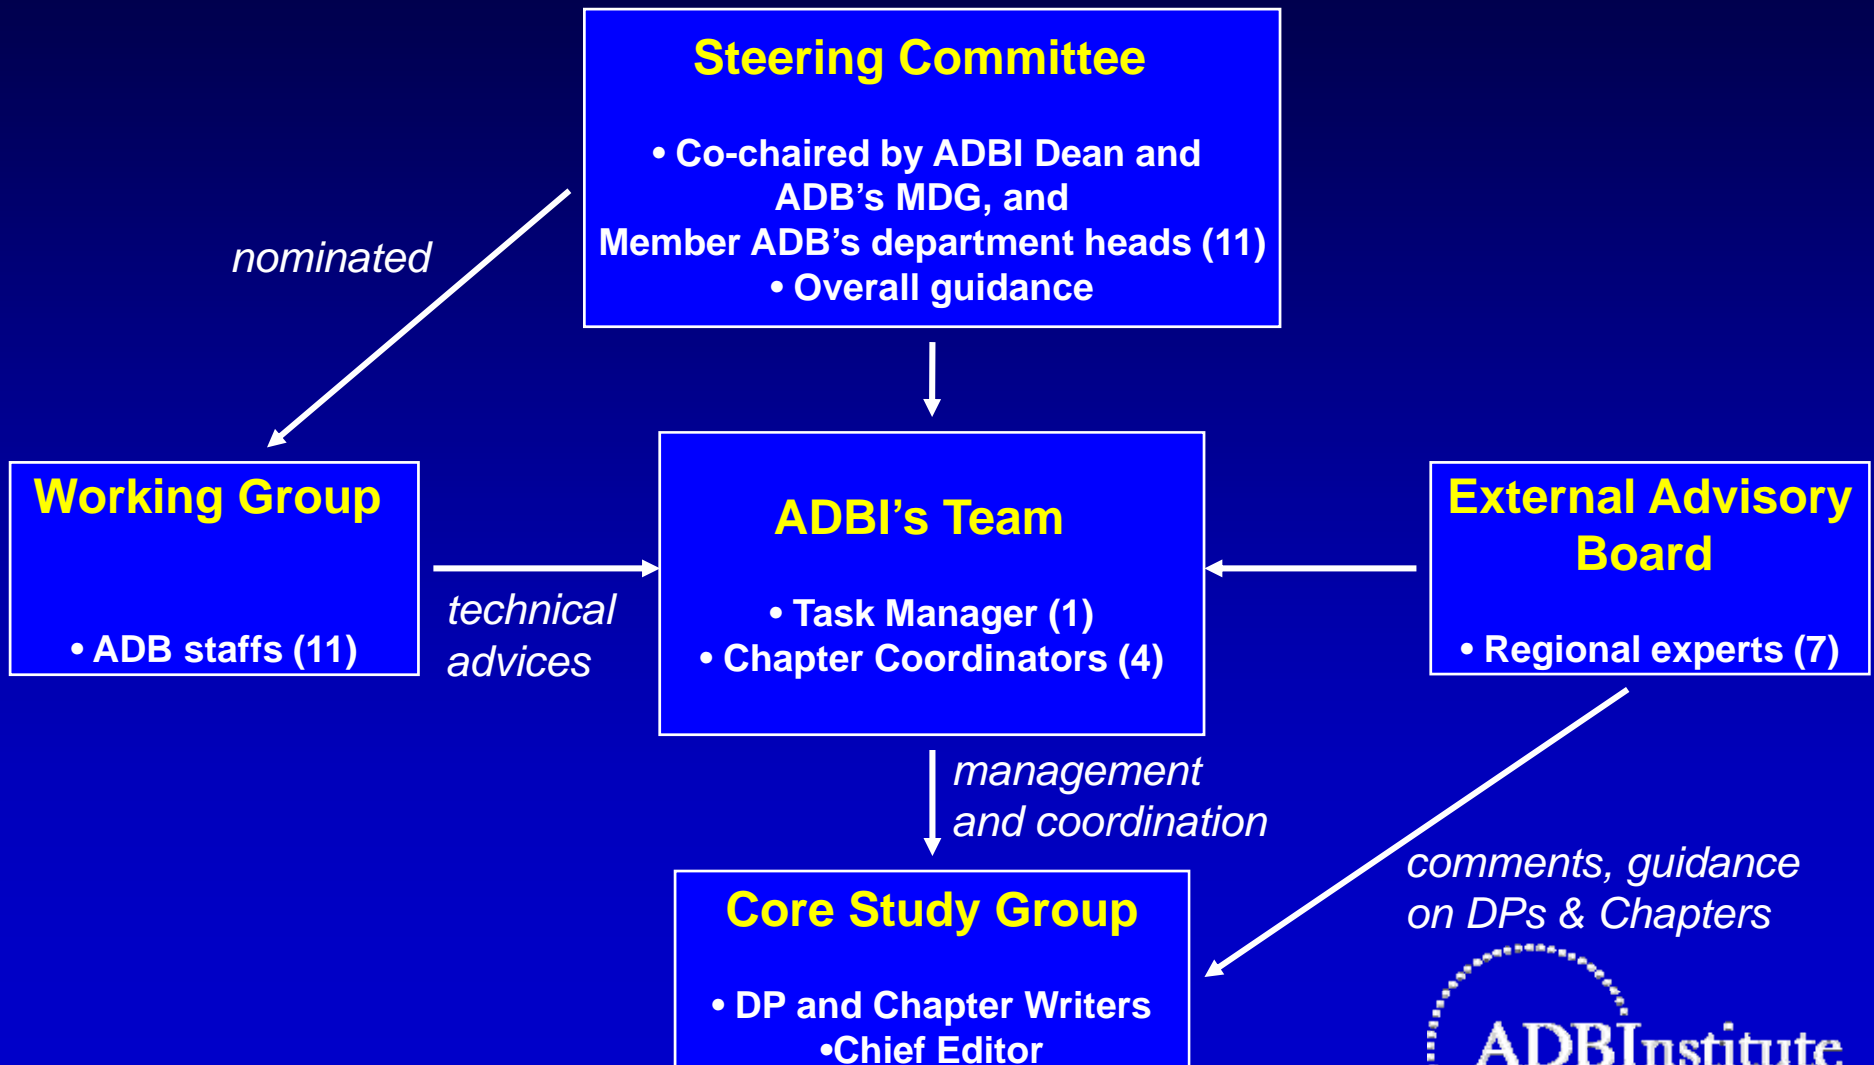 Steering Committee
• Co-chaired by ADBI Dean and
ADB’s MDG, and
Member ADB’s department heads (11)
• Overall guidance
nominated
Working Group
• ADB staffs (11)
technical
advices
ADBI’s Team
• Task Manager (1)
• Chapter Coordinators (4)
External Advisory
Board
• Regional experts (7)
management
and coordination
comments, guidance
on DPs & Chapters
Core Study Group
• DP and Chapter Writers
•Chief Editor
ADBInstitute